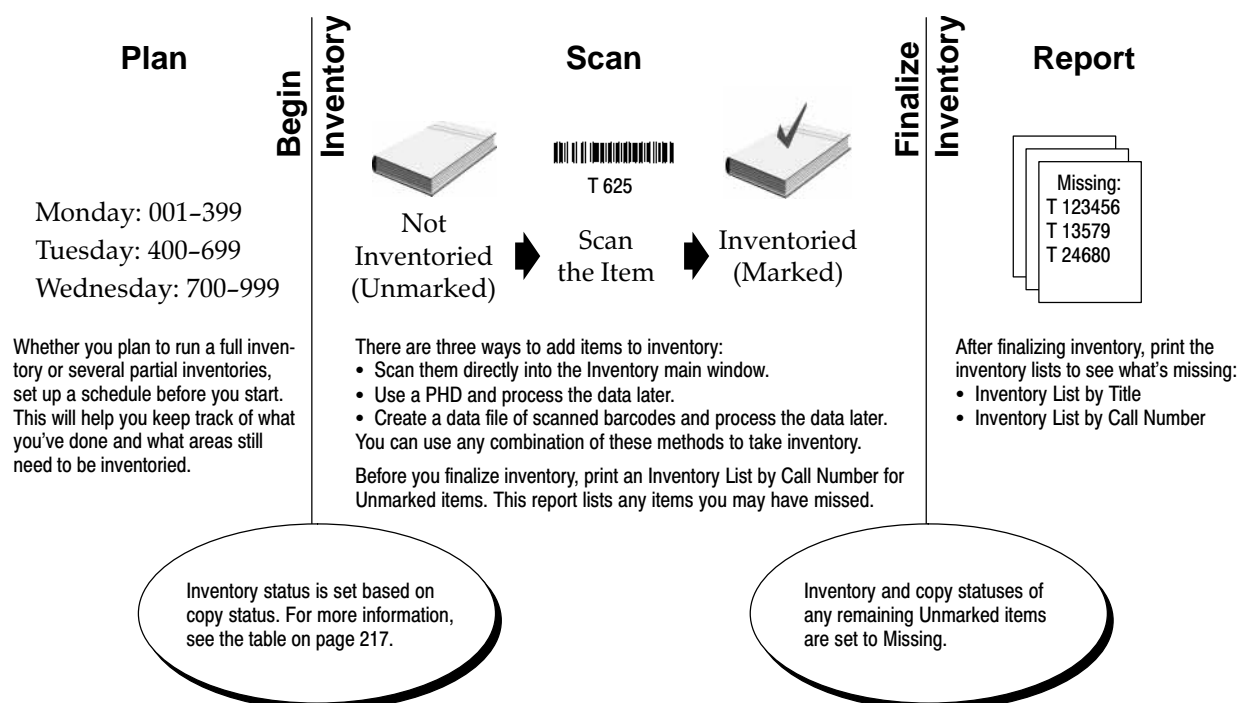 Plan
Begin
Inventory
Scan
Finalize
Inventory
Report
Monday: 001–399
Tuesday: 400–699
Wednesday: 700–999
T 625
Not
Inventoried
(Unmarked)
Scan
the Item
Inventoried
(Marked)
Missing:
T 123456
T 13579
T 24680
Whether you plan to run a full inven-
tory or several partial inventories,
set up a schedule before you start.
This will help you keep track of what
you’ve done and what areas still
need to be inventoried.
There are three ways to add items to inventory:
• Scan them directly into the Inventory main window.
• Use a PHD and process the data later.
• Create a data file of scanned barcodes and process the data later.
You can use any combination of these methods to take inventory.
Before you finalize inventory, print an Inventory List by Call Number for
Unmarked items. This report lists any items you may have missed.
After finalizing inventory, print the
inventory lists to see what’s missing:
• Inventory List by Title
• Inventory List by Call Number
Inventory status is set based on
copy status. For more information,
see the table on page 217.
Inventory and copy statuses of
any remaining Unmarked items
are set to Missing.